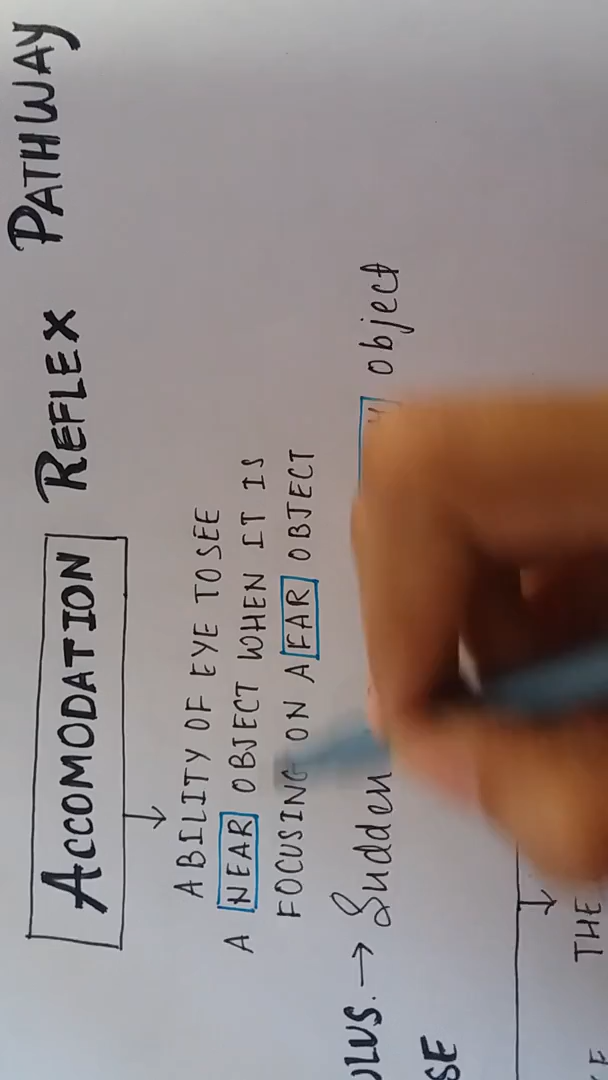 ACCOMODATION REFLEX PATHWAY
ABILITY OF EYE TO SEE
A NEAR OBJECT WHEN IT IS
FOCUSING ON A FAR OBJECT
ULUS. → Sudden object
SE
THE